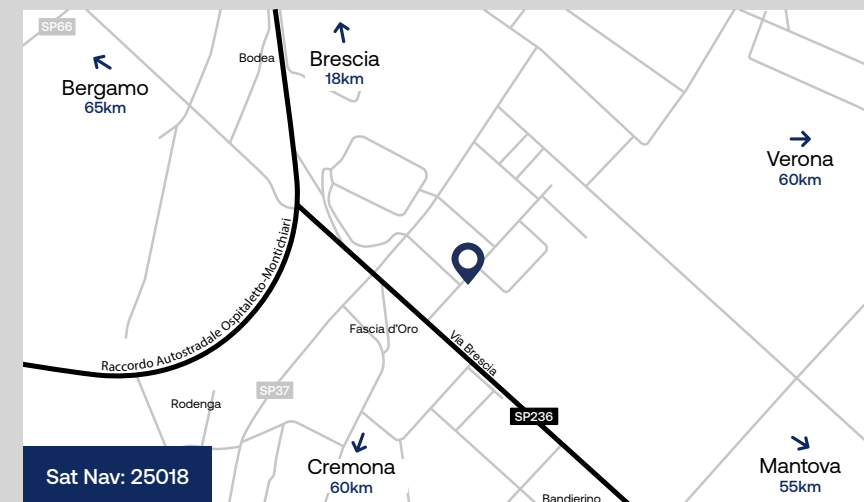 SP66
Bodea
Brescia
18km
Bergamo
65km
Verona
60km
Raccordo Autostradale Ospitaletto-Montichiari
Fascia d'Oro
Via Brescia
SP37
Rodenga
SP236
Cremona
60km
Mantova
55km
Sat Nav: 25018
Bandierino